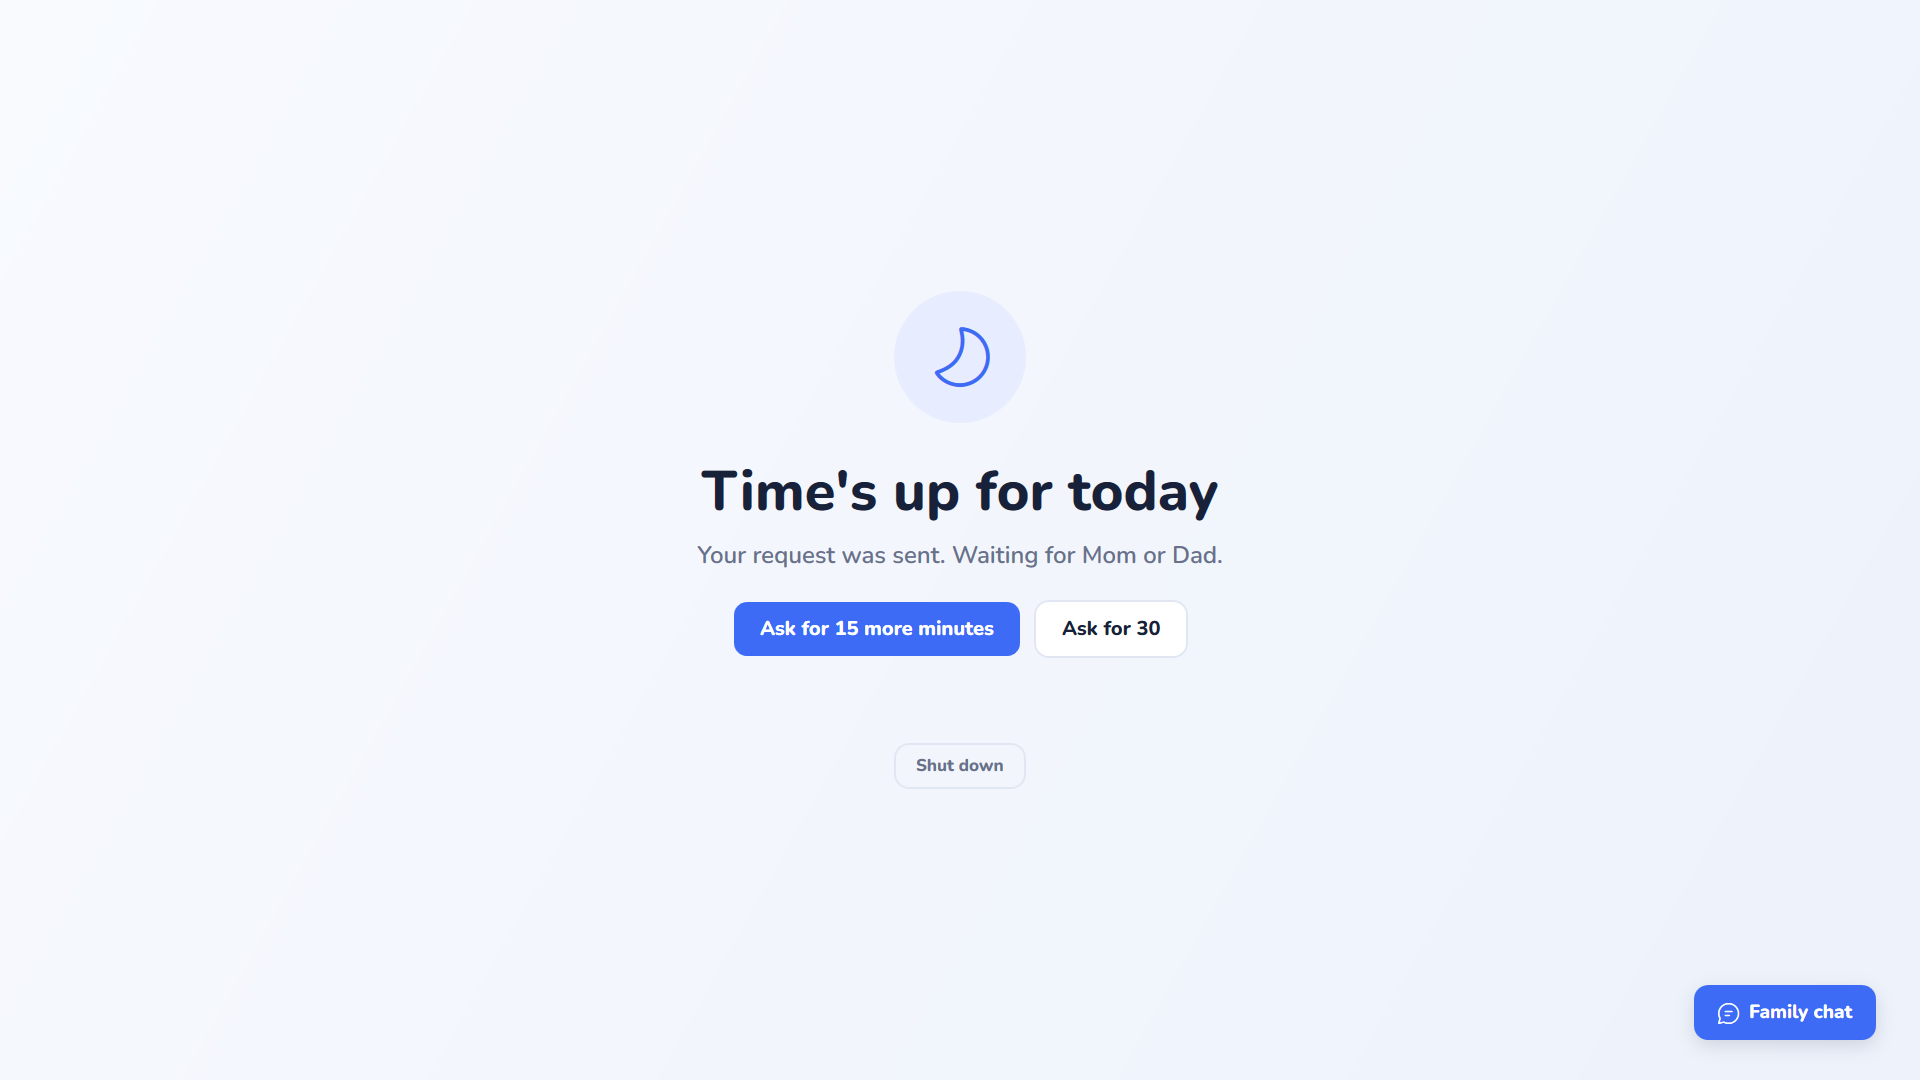 Time's up for today
Your request was sent. Waiting for Mom or Dad.
Ask for 15 more minutes
Ask for 30
Shut down
Family chat